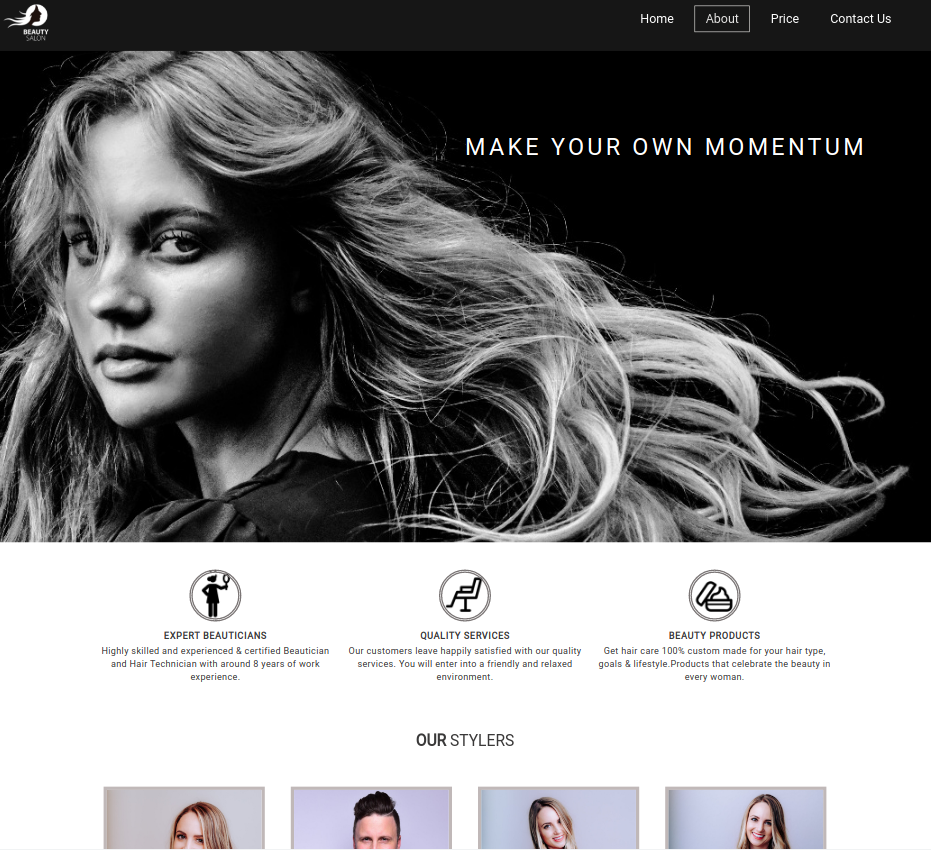 BEAUTY
SALON
Home About Price Contact Us
MAKE YOUR OWN MOMENTUM
EXPERT BEAUTICIANS
Highly skilled and experienced & certified Beautician
and Hair Technician with around 8 years of work
experience.
QUALITY SERVICES
Our customers leave happily satisfied with our quality
services. You will enter into a friendly and relaxed
environment.
BEAUTY PRODUCTS
Get hair care 100% custom made for your hair type,
goals & lifestyle.Products that celebrate the beauty in
every woman.
OUR STYLERS